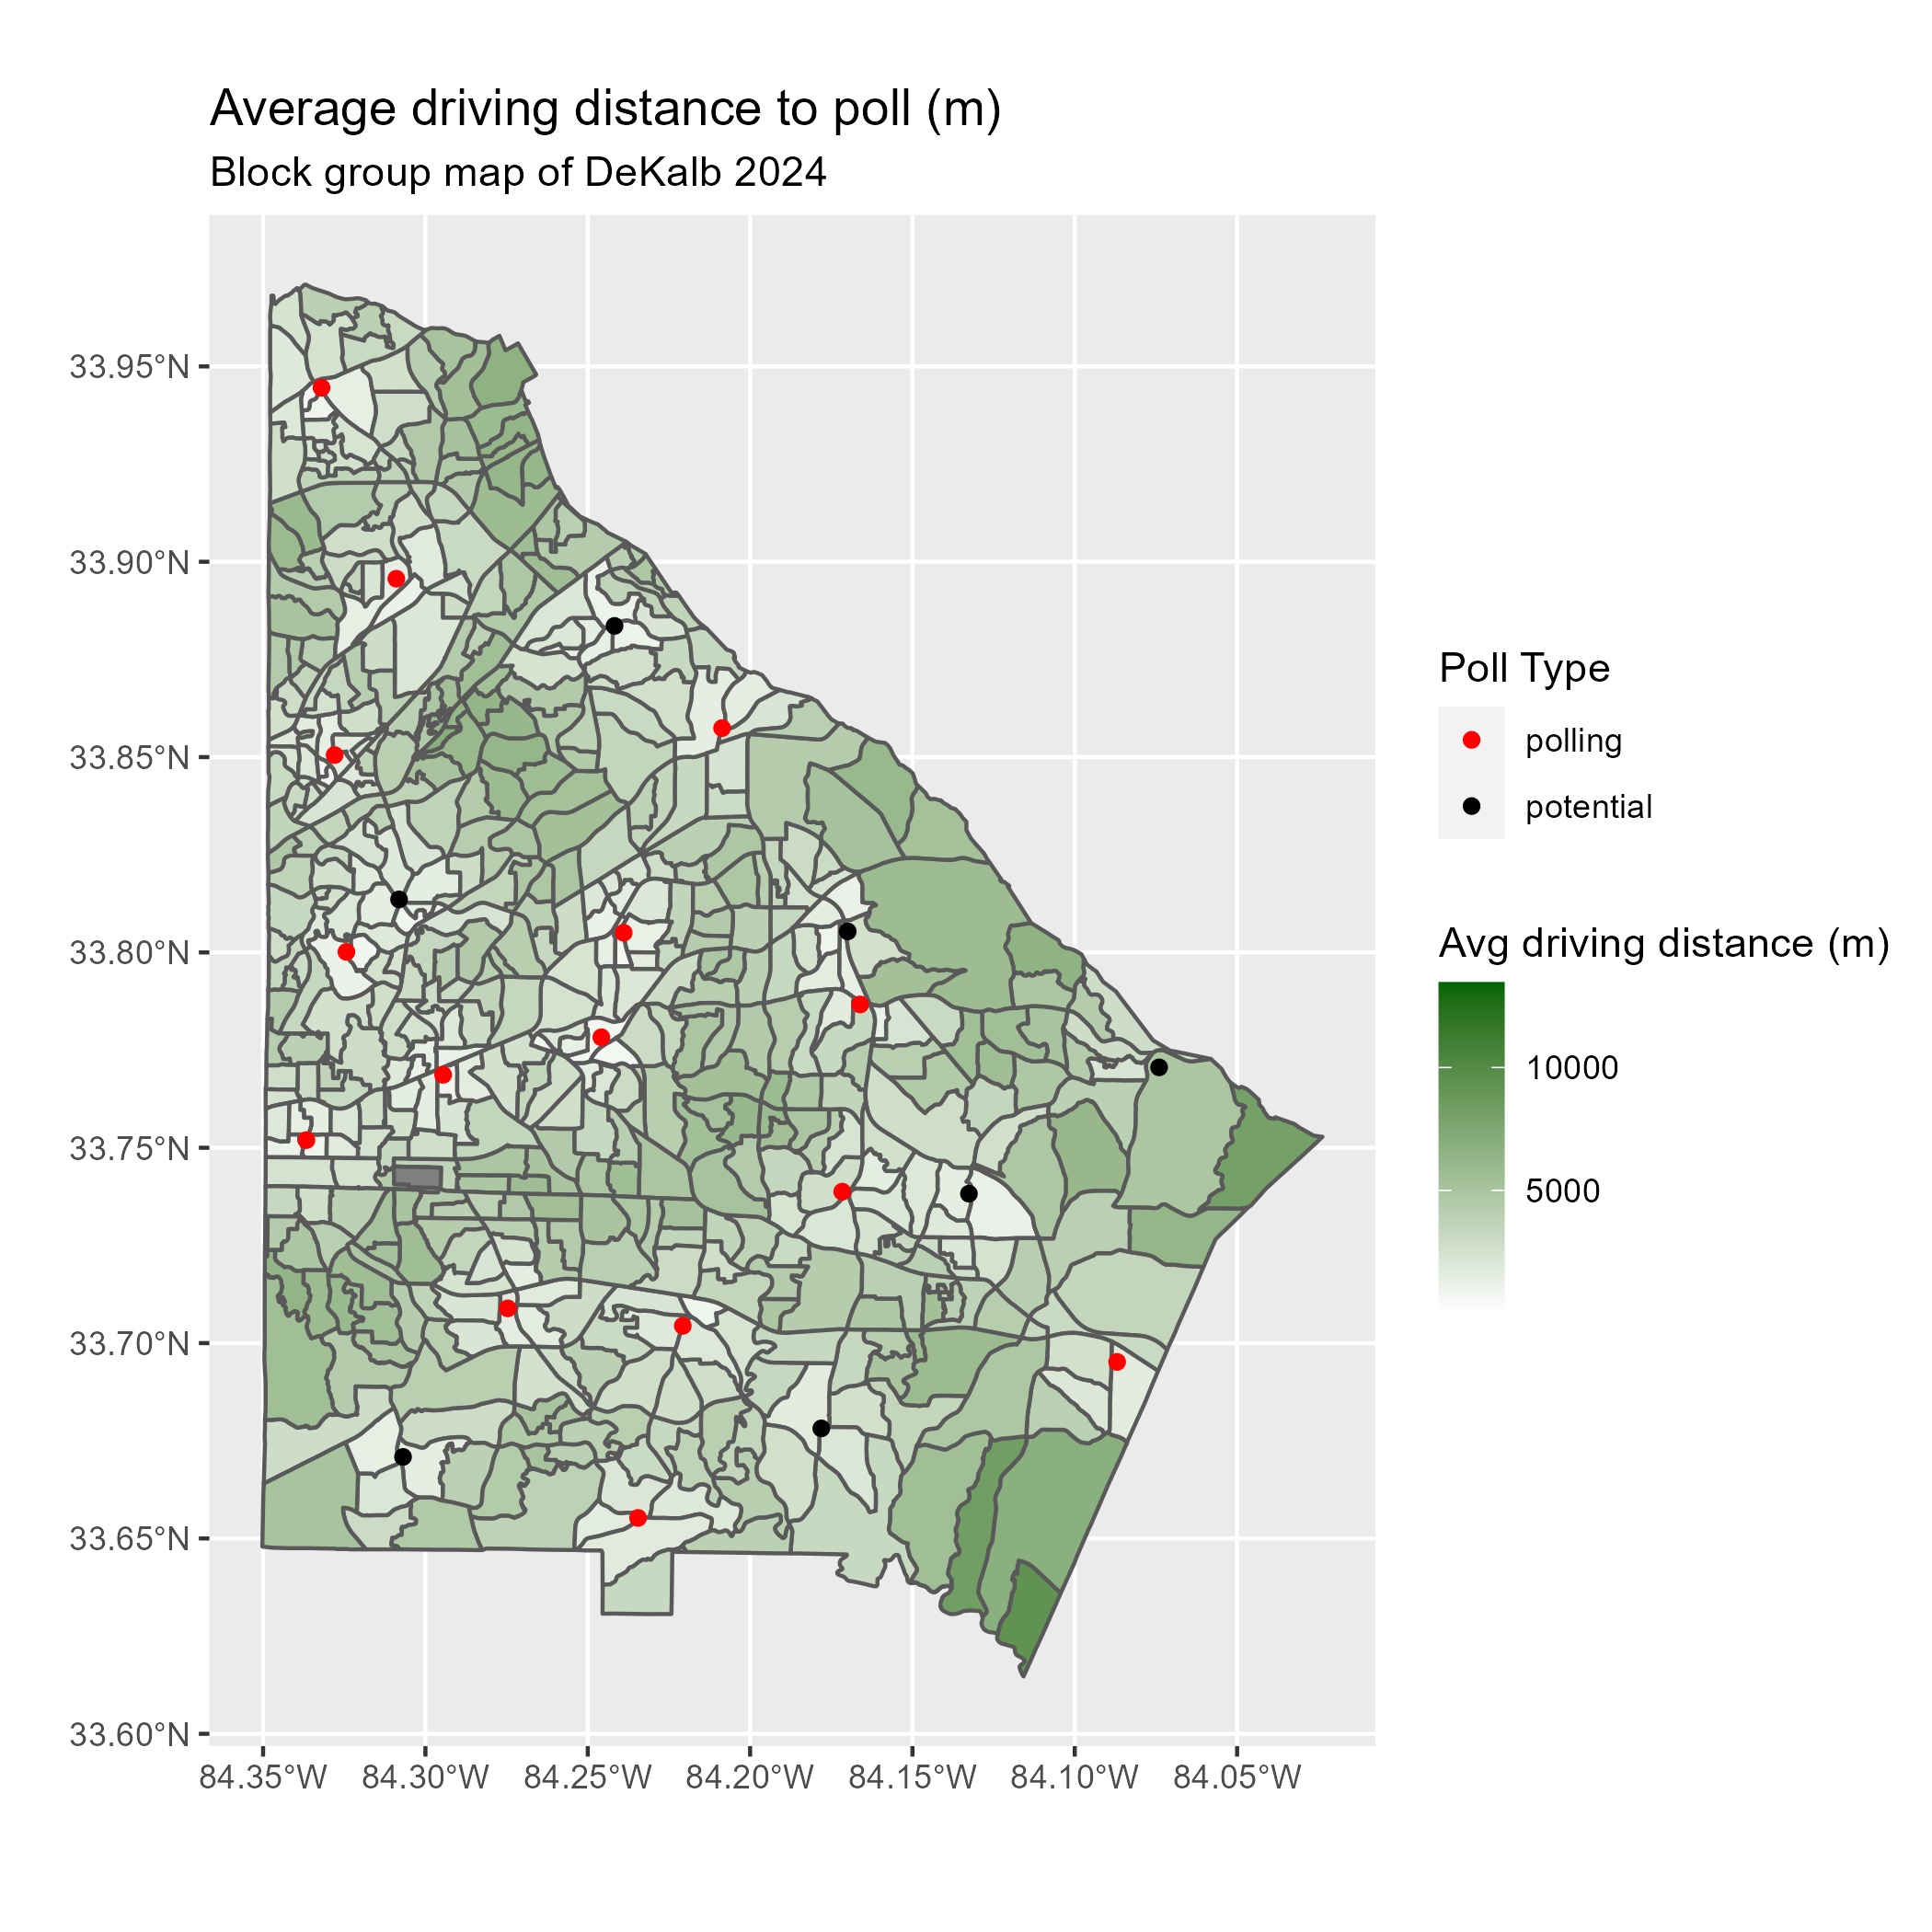 Average driving distance to poll (m)
Block group map of DeKalb 2024
33.95°N
33.90°N
33.85°N
33.80°N
33.75°N
33.70°N
33.65°N
33.60°N
84.35°W 84.30°W 84.25°W 84.20°W 84.15°W 84.10°W 84.05°W
Poll Type
polling
potential
Avg driving distance (m)
10000
5000